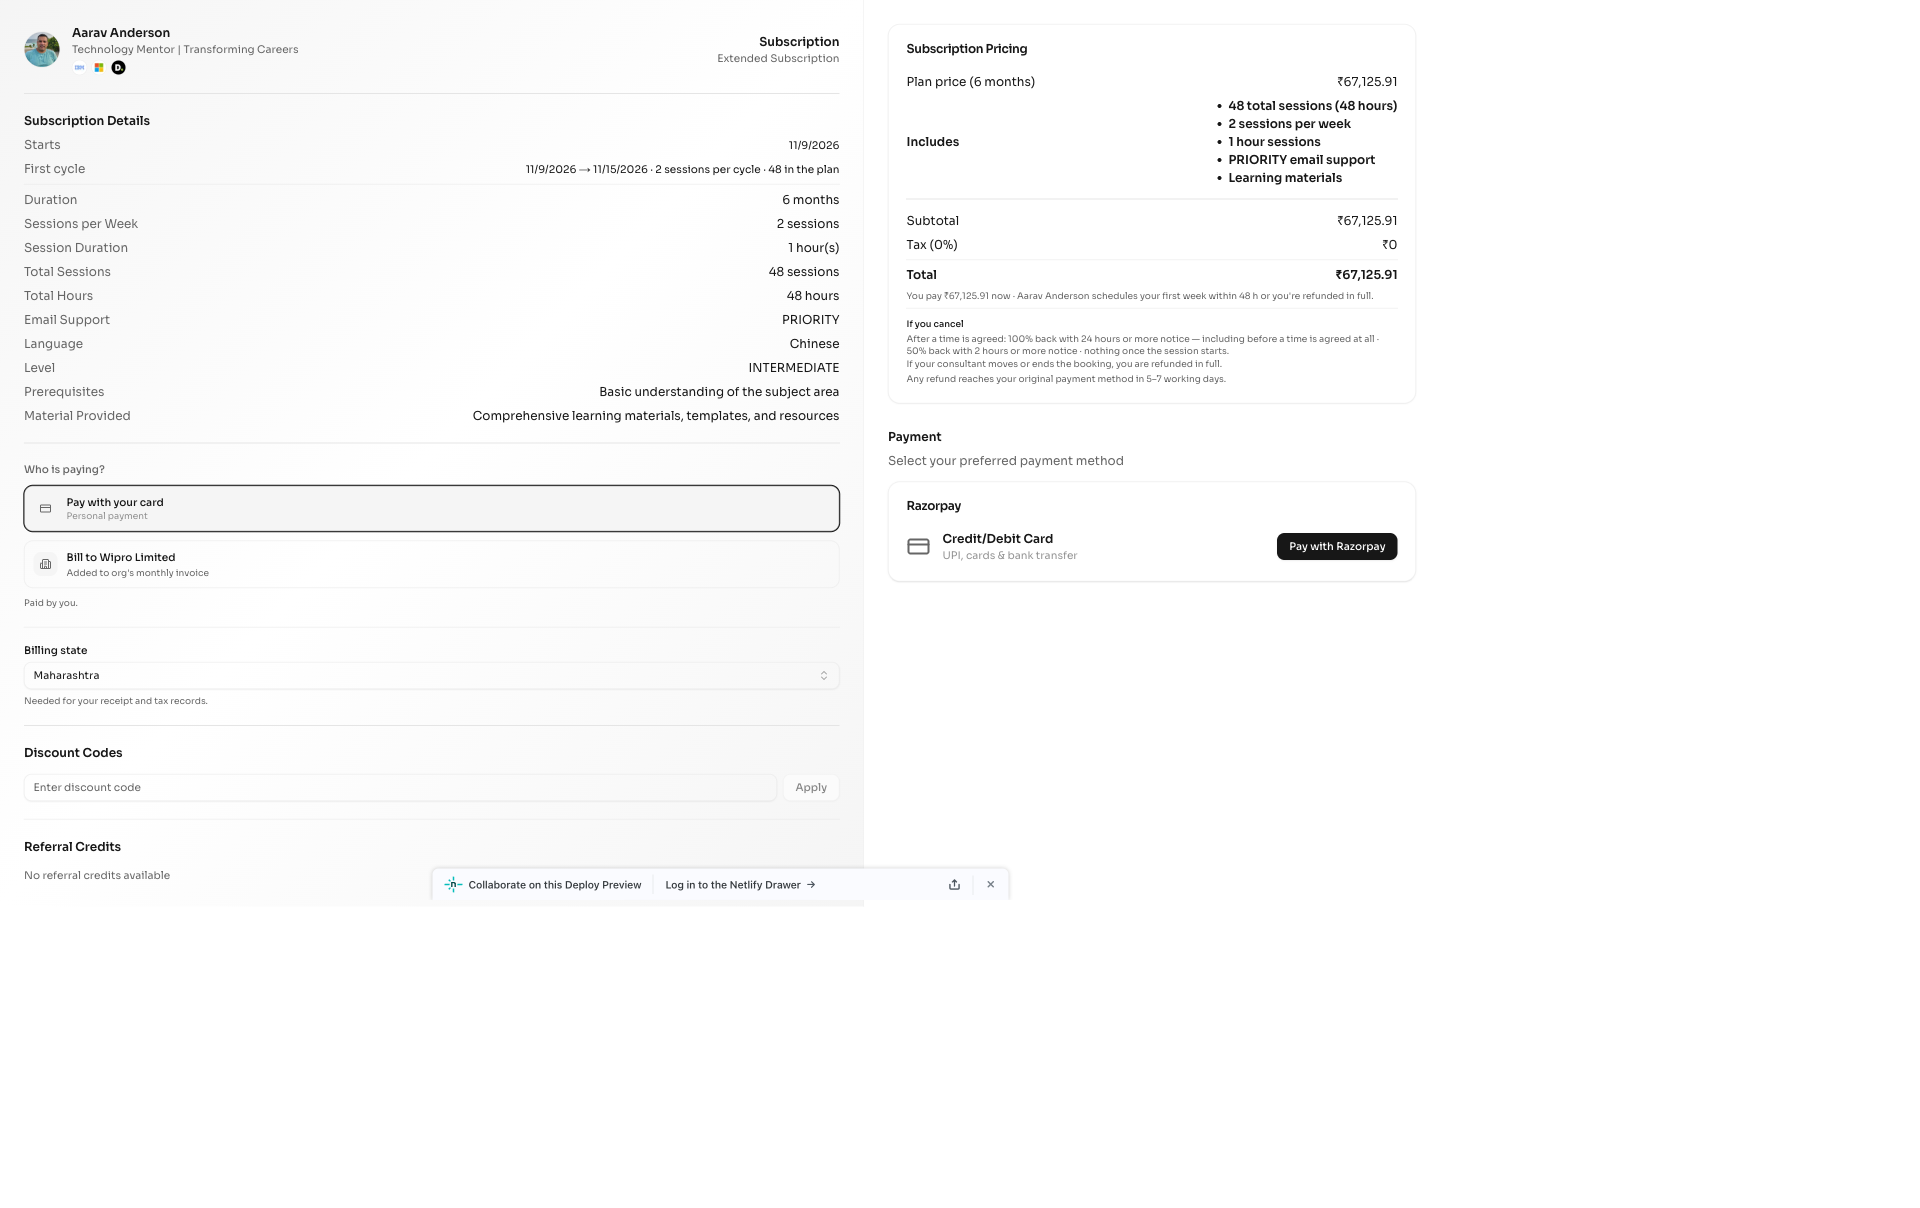 Aarav Anderson
Technology Mentor | Transforming Careers
IBM D.
Subscription
Extended Subscription
Subscription Details
Starts 11/9/2026
First cycle 11/9/2026 → 11/15/2026 · 2 sessions per cycle · 48 in the plan
Duration 6 months
Sessions per Week 2 sessions
Session Duration 1 hour(s)
Total Sessions 48 sessions
Total Hours 48 hours
Email Support PRIORITY
Language Chinese
Level INTERMEDIATE
Prerequisites Basic understanding of the subject area
Material Provided Comprehensive learning materials, templates, and resources
Who is paying?
Pay with your card
Personal payment
Bill to Wipro Limited
Added to org's monthly invoice
Paid by you.
Billing state
Maharashtra
Needed for your receipt and tax records.
Discount Codes
Enter discount code Apply
Referral Credits
No referral credits available
Subscription Pricing
Plan price (6 months) ₹67,125.91
Includes
• 48 total sessions (48 hours)
• 2 sessions per week
• 1 hour sessions
• PRIORITY email support
• Learning materials
Subtotal ₹67,125.91
Tax (0%) ₹0
Total ₹67,125.91
You pay ₹67,125.91 now · Aarav Anderson schedules your first week within 48 h or you're refunded in full.
If you cancel
After a time is agreed: 100% back with 24 hours or more notice — including before a time is agreed at all ·
50% back with 2 hours or more notice · nothing once the session starts.
If your consultant moves or ends the booking, you are refunded in full.
Any refund reaches your original payment method in 5–7 working days.
Payment
Select your preferred payment method
Razorpay
Credit/Debit Card
UPI, cards & bank transfer
Pay with Razorpay
Collaborate on this Deploy Preview Log in to the Netlify Drawer →